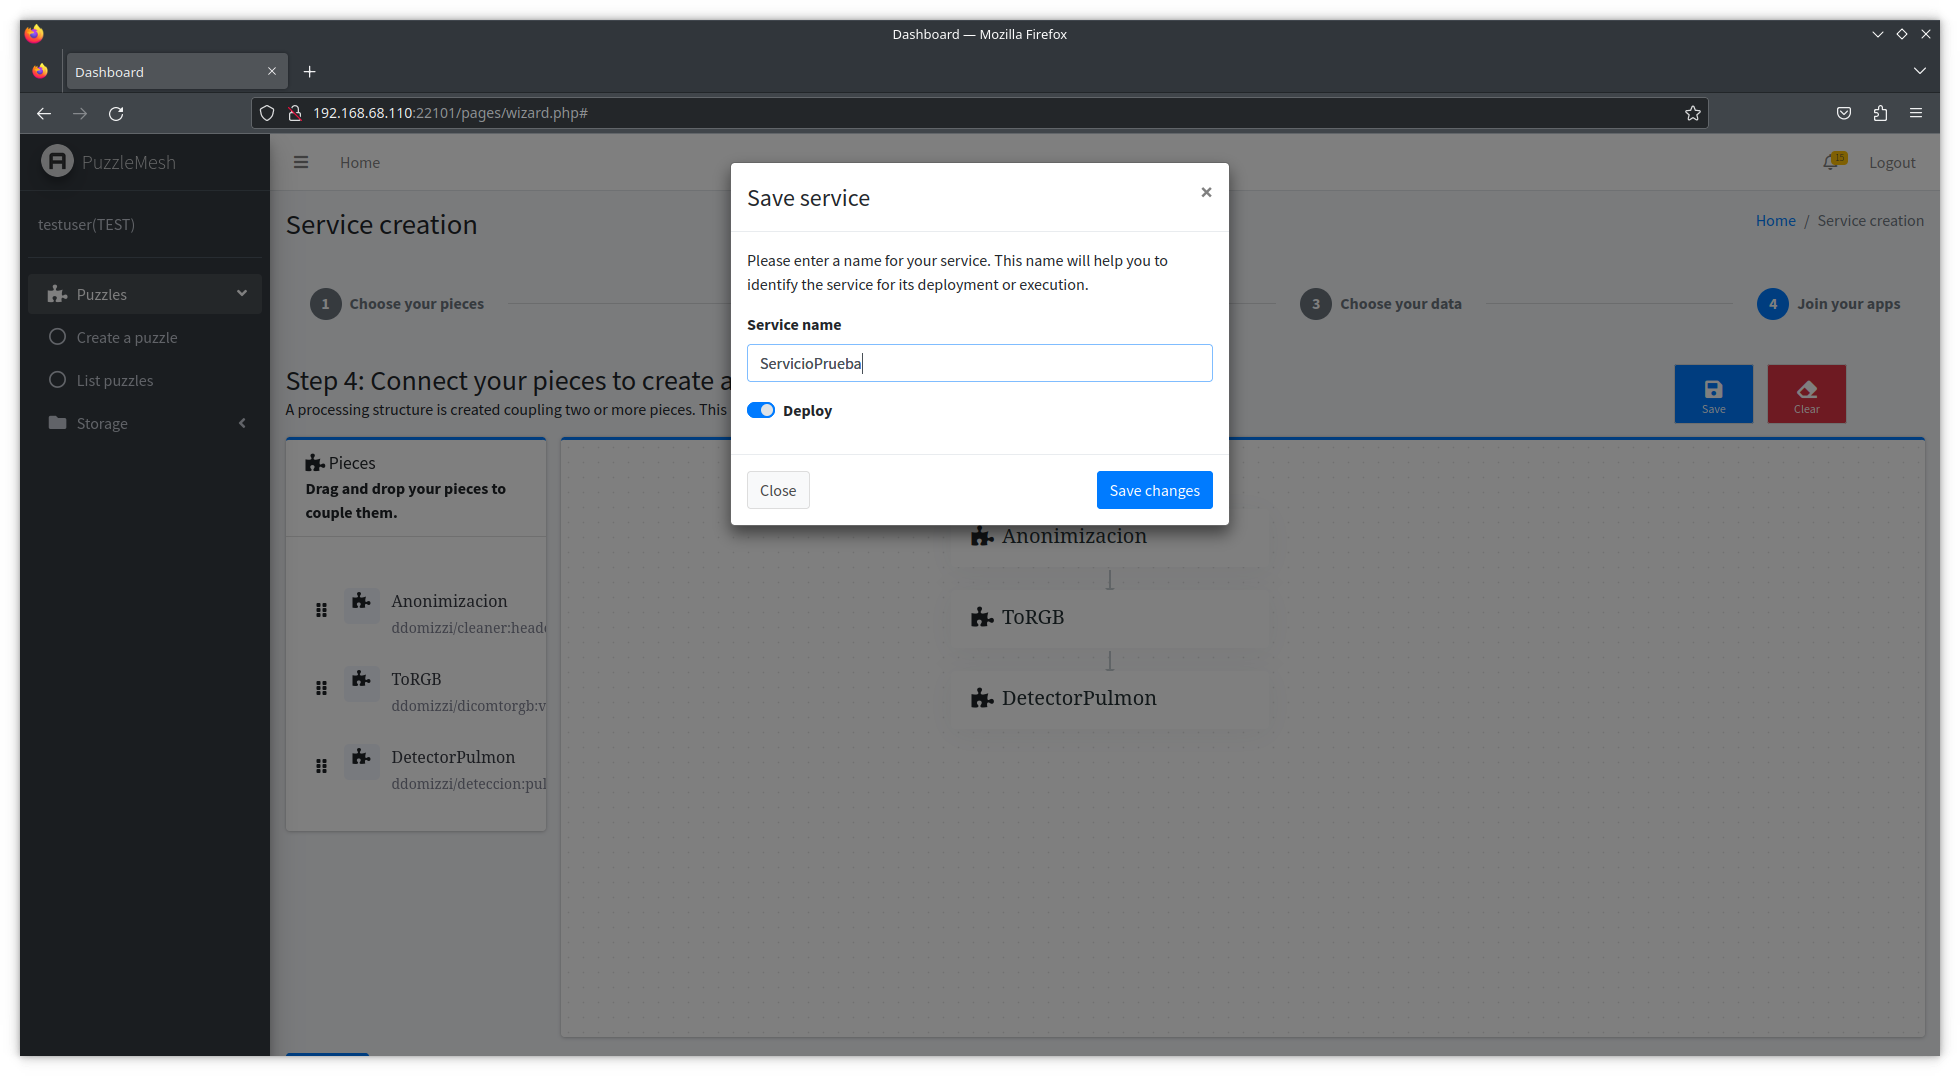 Dashboard — Mozilla Firefox
Dashboard
192.168.68.110:22101/pages/wizard.php#
PuzzleMesh
Home
15
Logout
testuser(TEST)
Puzzles
Create a puzzle
List puzzles
Storage
Service creation
Home / Service creation
1 Choose your pieces
3 Choose your data
4 Join your apps
Step 4: Connect your pieces to create a
A processing structure is created coupling two or more pieces. This
Save
Clear
Pieces
Drag and drop your pieces to
couple them.
Anonimizacion
ddomizzi/cleaner:head
ToRGB
ddomizzi/dicomtorgb:v
DetectorPulmon
ddomizzi/deteccion:pul
Anonimizacion
ToRGB
DetectorPulmon
Save service
×
Please enter a name for your service. This name will help you to
identify the service for its deployment or execution.
Service name
ServicioPrueba
Deploy
Close
Save changes